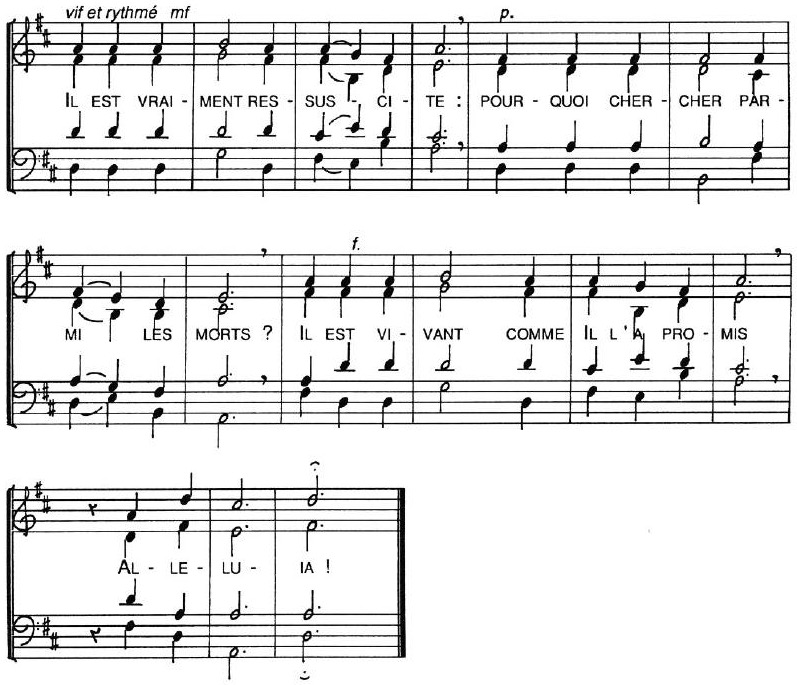 vif et rythmé mf p.
IL EST VRAI - MENT RES - SUS - CI - TE : POUR - QUOI CHER - CHER PAR -
f.
MI LES MORTS ? IL EST VI - VANT COMME IL L'A PRO - MIS
AL - LE - LU - IA !